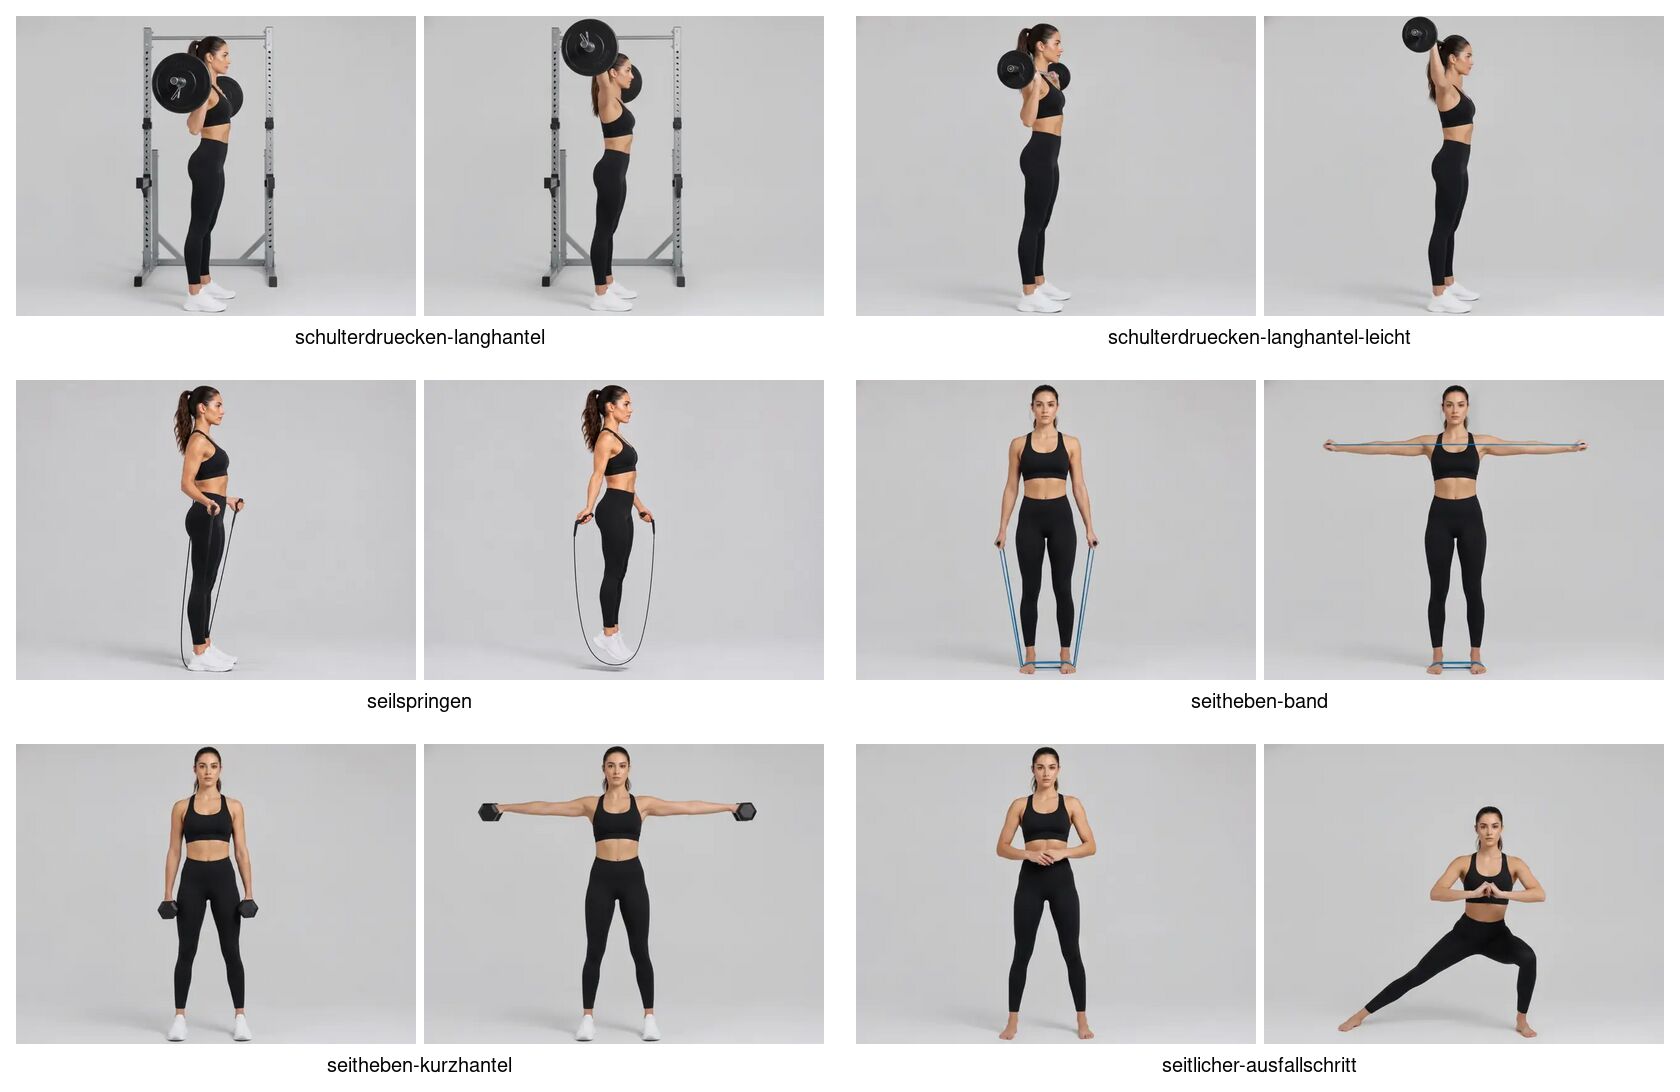 schulterdruecken-langhantel
schulterdruecken-langhantel-leicht
seilspringen
seitheben-band
seitheben-kurzhantel
seitlicher-ausfallschritt